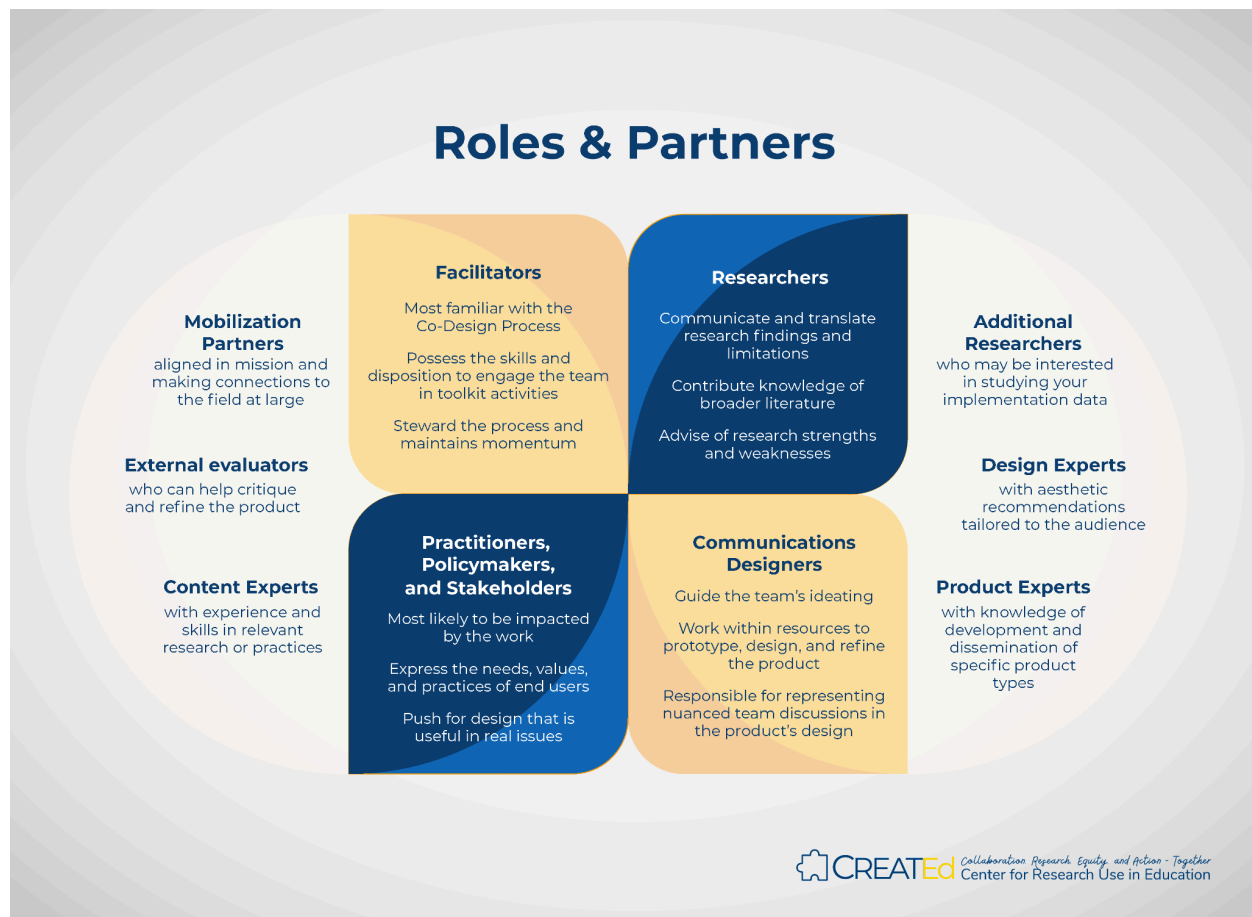 Roles & Partners
Facilitators
Most familiar with the
Co-Design Process
Possess the skills and
disposition to engage the team
in toolkit activities
Steward the process and
maintains momentum
Researchers
Communicate and translate
research findings and
limitations
Contribute knowledge of
broader literature
Advise of research strengths
and weaknesses
Mobilization
Partners
aligned in mission and
making connections to
the field at large
External evaluators
who can help critique
and refine the product
Content Experts
with experience and
skills in relevant
research or practices
Practitioners,
Policymakers,
and Stakeholders
Most likely to be impacted
by the work
Express the needs, values,
and practices of end users
Push for design that is
useful in real issues
Communications
Designers
Guide the team's ideating
Work within resources to
prototype, design, and refine
the product
Responsible for representing
nuanced team discussions in
the product's design
Additional
Researchers
who may be interested
in studying your
implementation data
Design Experts
with aesthetic
recommendations
tailored to the audience
Product Experts
with knowledge of
development and
dissemination of
specific product
types
CREATEd
Collaboration, Research, Equity, and Action - Together
Center for Research Use in Education